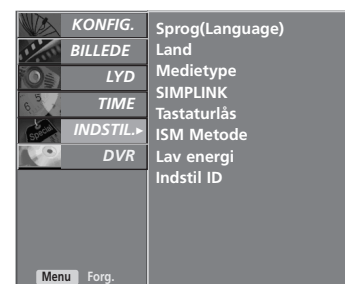 KONFIG.
BILLEDE
LYD
TIME
INDSTIL.▸
DVR
Sprog(Language)
Land
Medietype
SIMPLINK
Tastaturlås
ISM Metode
Lav energi
Indstil ID
Menu Forg.